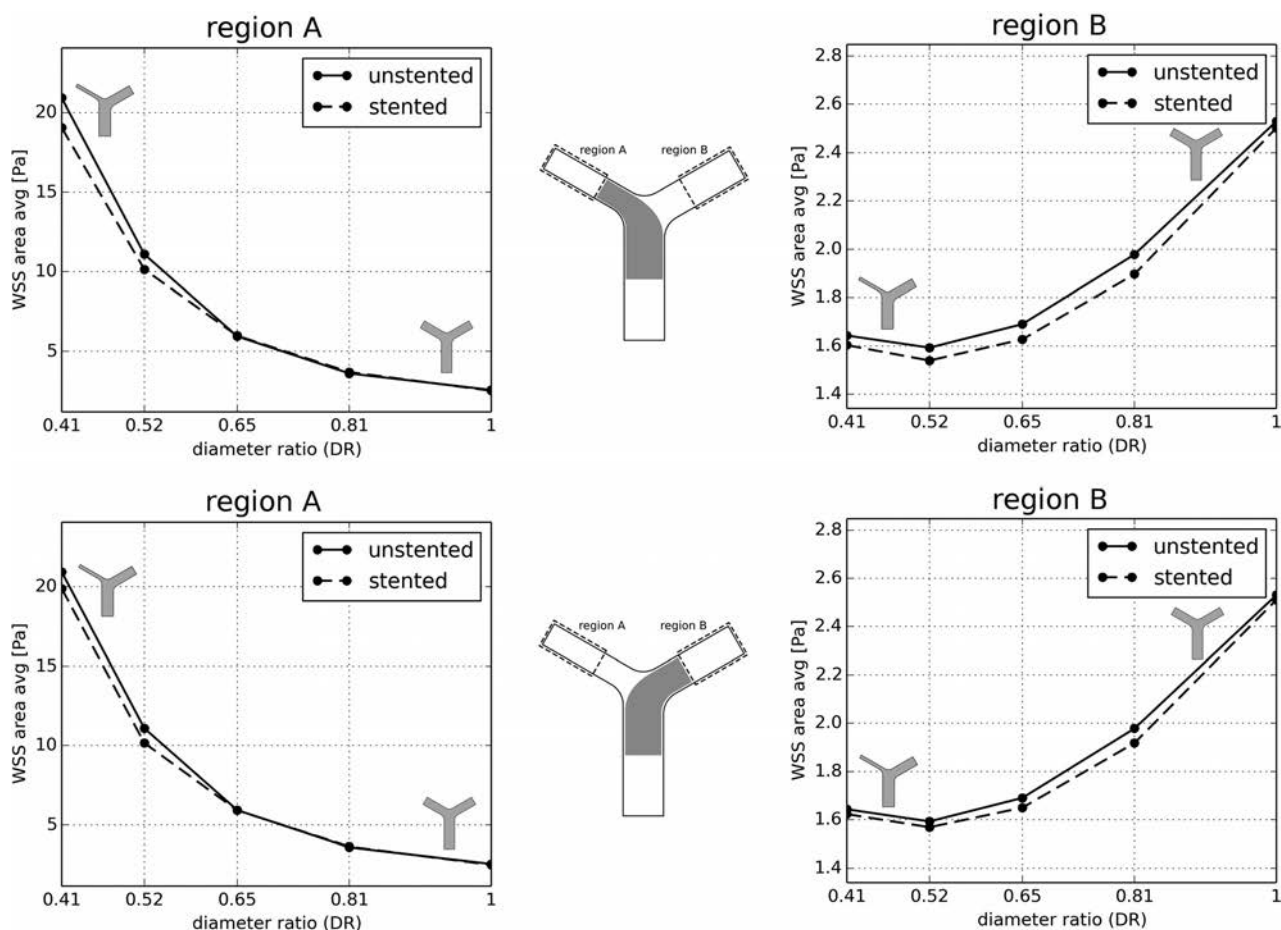 region A
unstented
stented
WSS area avg [Pa]
20
15
10
5
0.41 0.52 0.65 0.81 1
diameter ratio (DR)
region A region B
region B
unstented
stented
WSS area avg [Pa]
2.8
2.6
2.4
2.2
2.0
1.8
1.6
1.4
0.41 0.52 0.65 0.81 1
diameter ratio (DR)
region A
unstented
stented
WSS area avg [Pa]
20
15
10
5
0.41 0.52 0.65 0.81 1
diameter ratio (DR)
region A region B
region B
unstented
stented
WSS area avg [Pa]
2.8
2.6
2.4
2.2
2.0
1.8
1.6
1.4
0.41 0.52 0.65 0.81 1
diameter ratio (DR)